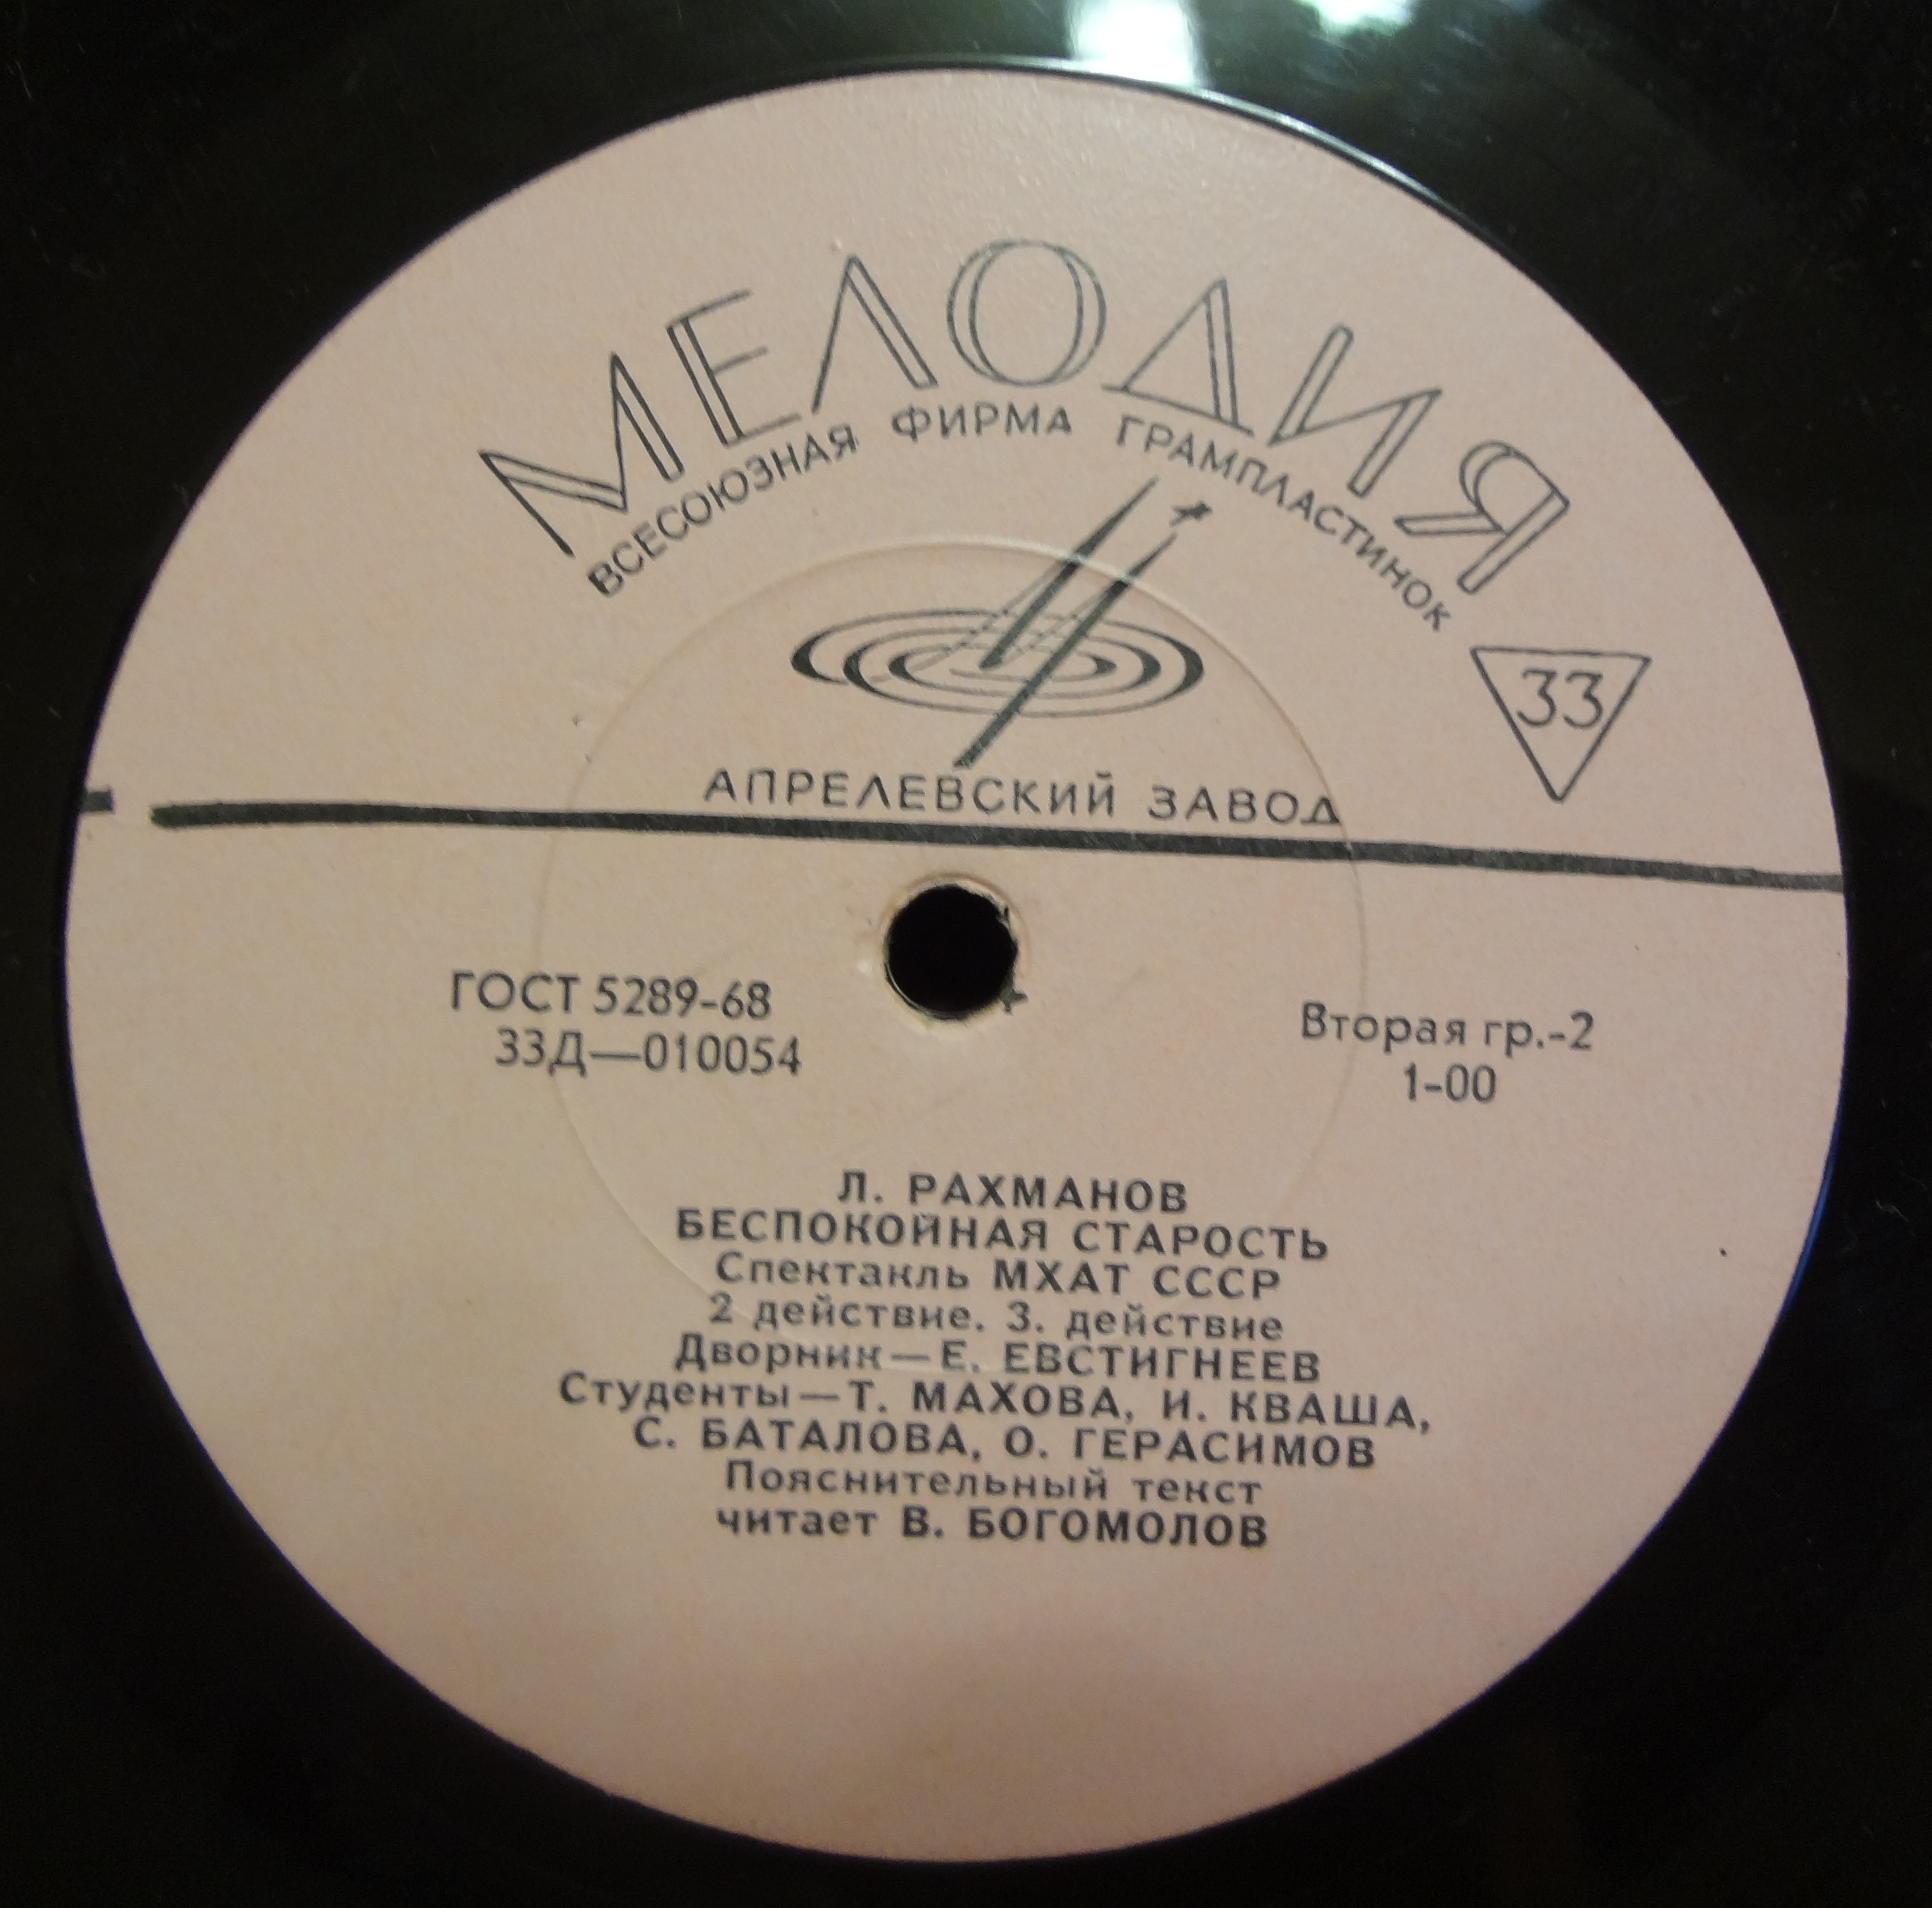 МЕЛОДИЯ
ВСЕСОЮЗНАЯ ФИРМА ГРАМПЛАСТИНОК
33
АПРЕЛЕВСКИЙ ЗАВОД
ГОСТ 5289-68
33Д—010054
Вторая гр.-2
1-00
Л. РАХМАНОВ
БЕСПОКОЙНАЯ СТАРОСТЬ
Спектакль МХАТ СССР
2 действие. 3. действие
Дворник—Е. ЕВСТИГНЕЕВ
Студенты—Т. МАХОВА, И. КВАША,
С. БАТАЛОВА, О. ГЕРАСИМОВ
Пояснительный текст
читает В. БОГОМОЛОВ